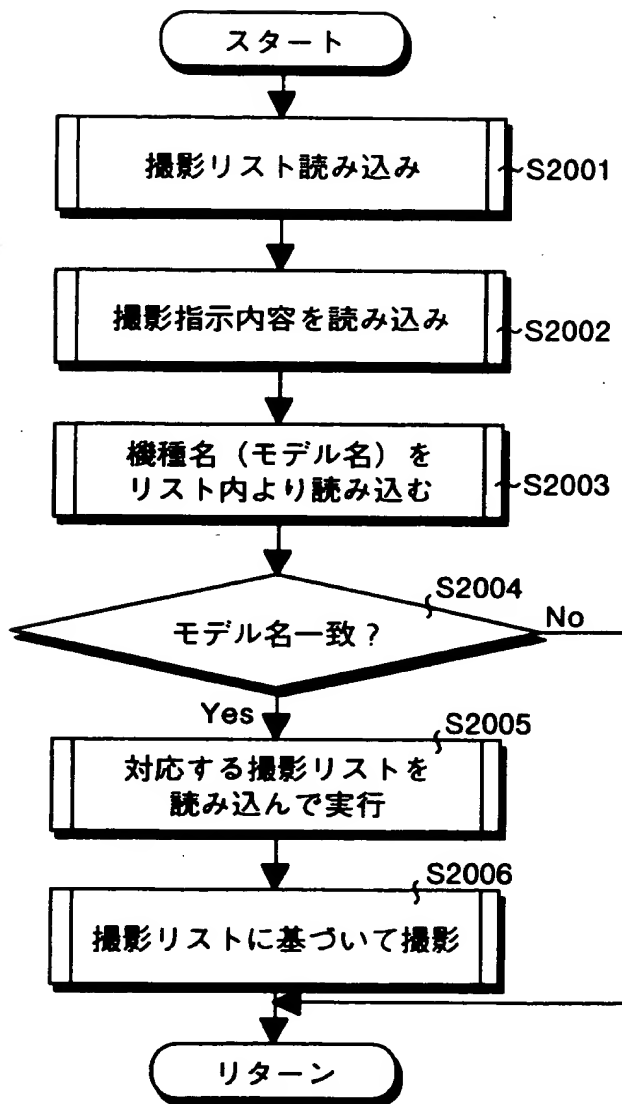 スタート
撮影リスト読み込み
S2001
撮影指示内容を読み込み
S2002
機種名(モデル名)を
リスト内より読み込む
S2003
S2004
モデル名一致?
No
Yes
S2005
対応する撮影リストを
読み込んで実行
S2006
撮影リストに基づいて撮影
リターン